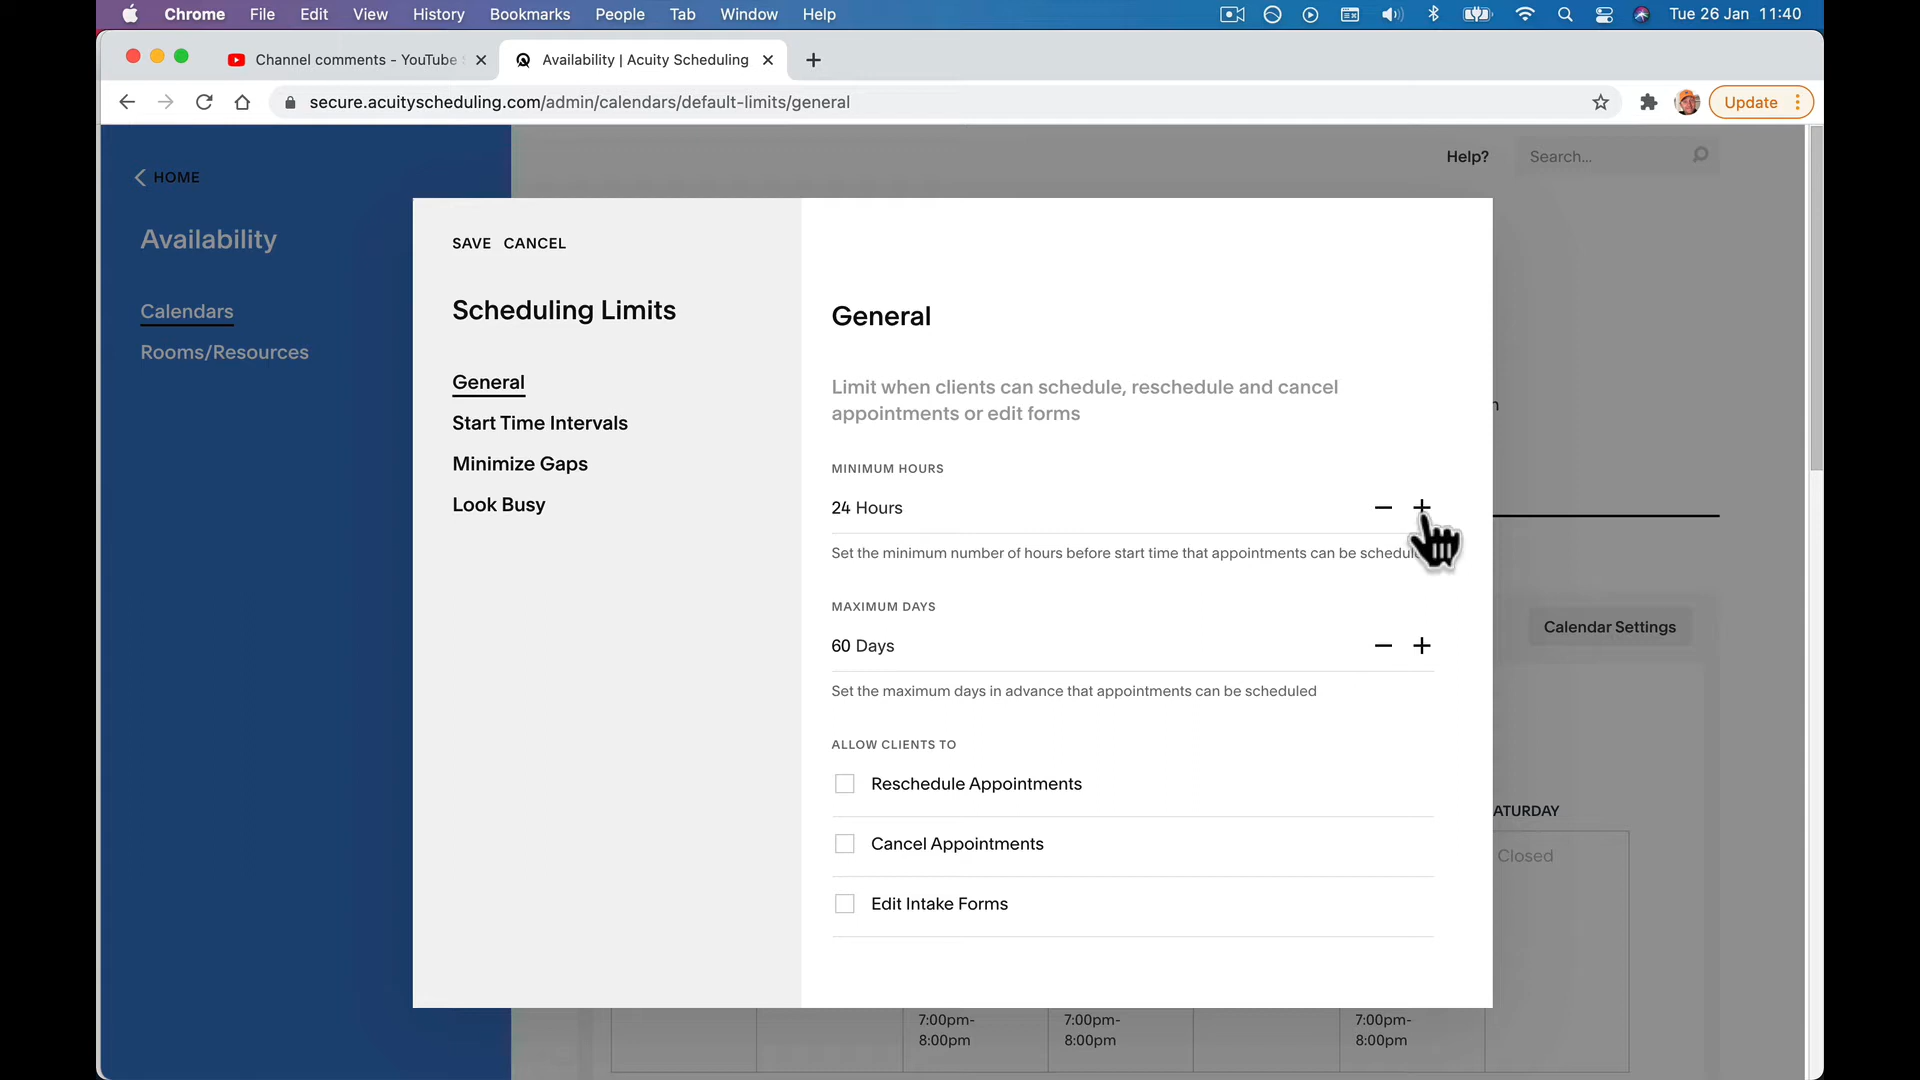 Chrome File Edit View History Bookmarks People Tab Window Help Tue 26 Jan 11:40
Channel comments - YouTube Availability | Acuity Scheduling
secure.acuityscheduling.com/admin/calendars/default-limits/general Update
HOME
Help? Search...
Availability
Calendars
Rooms/Resources
SAVE CANCEL
Scheduling Limits
General
Start Time Intervals
Minimize Gaps
Look Busy
General
Limit when clients can schedule, reschedule and cancel
appointments or edit forms
MINIMUM HOURS
24 Hours
Set the minimum number of hours before start time that appointments can be
MAXIMUM DAYS
60 Days
Set the maximum days in advance that appointments can be scheduled
ALLOW CLIENTS TO
Reschedule Appointments
Cancel Appointments
Edit Intake Forms
Calendar Settings
ATURDAY
Closed
7:00pm- 7:00pm- 7:00pm-
8:00pm 8:00pm 8:00pm